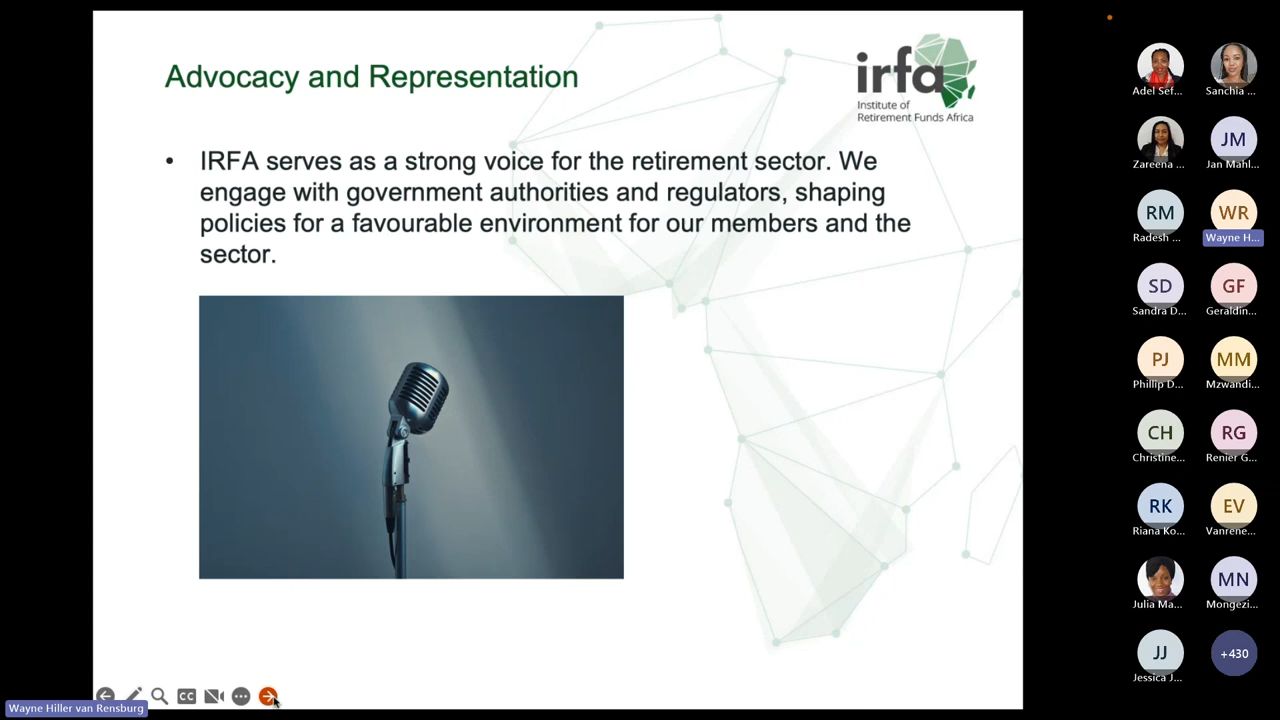 Advocacy and Representation
irfa
Institute of
Retirement Funds Africa
• IRFA serves as a strong voice for the retirement sector. We
engage with government authorities and regulators, shaping
policies for a favourable environment for our members and the
sector.
CC
Wayne Hiller van Rensburg
Adel Sef...
Sanchia ...
Zareena ...
JM
Jan Mahl...
RM
Radesh ...
WR
Wayne H...
SD
Sandra D...
GF
Geraldin...
PJ
Phillip D...
MM
Mzwandi...
CH
Christine...
RG
Renier G...
RK
Riana Ko...
EV
Vanrene...
Julia Ma...
MN
Mongezi...
JJ
Jessica J...
+430